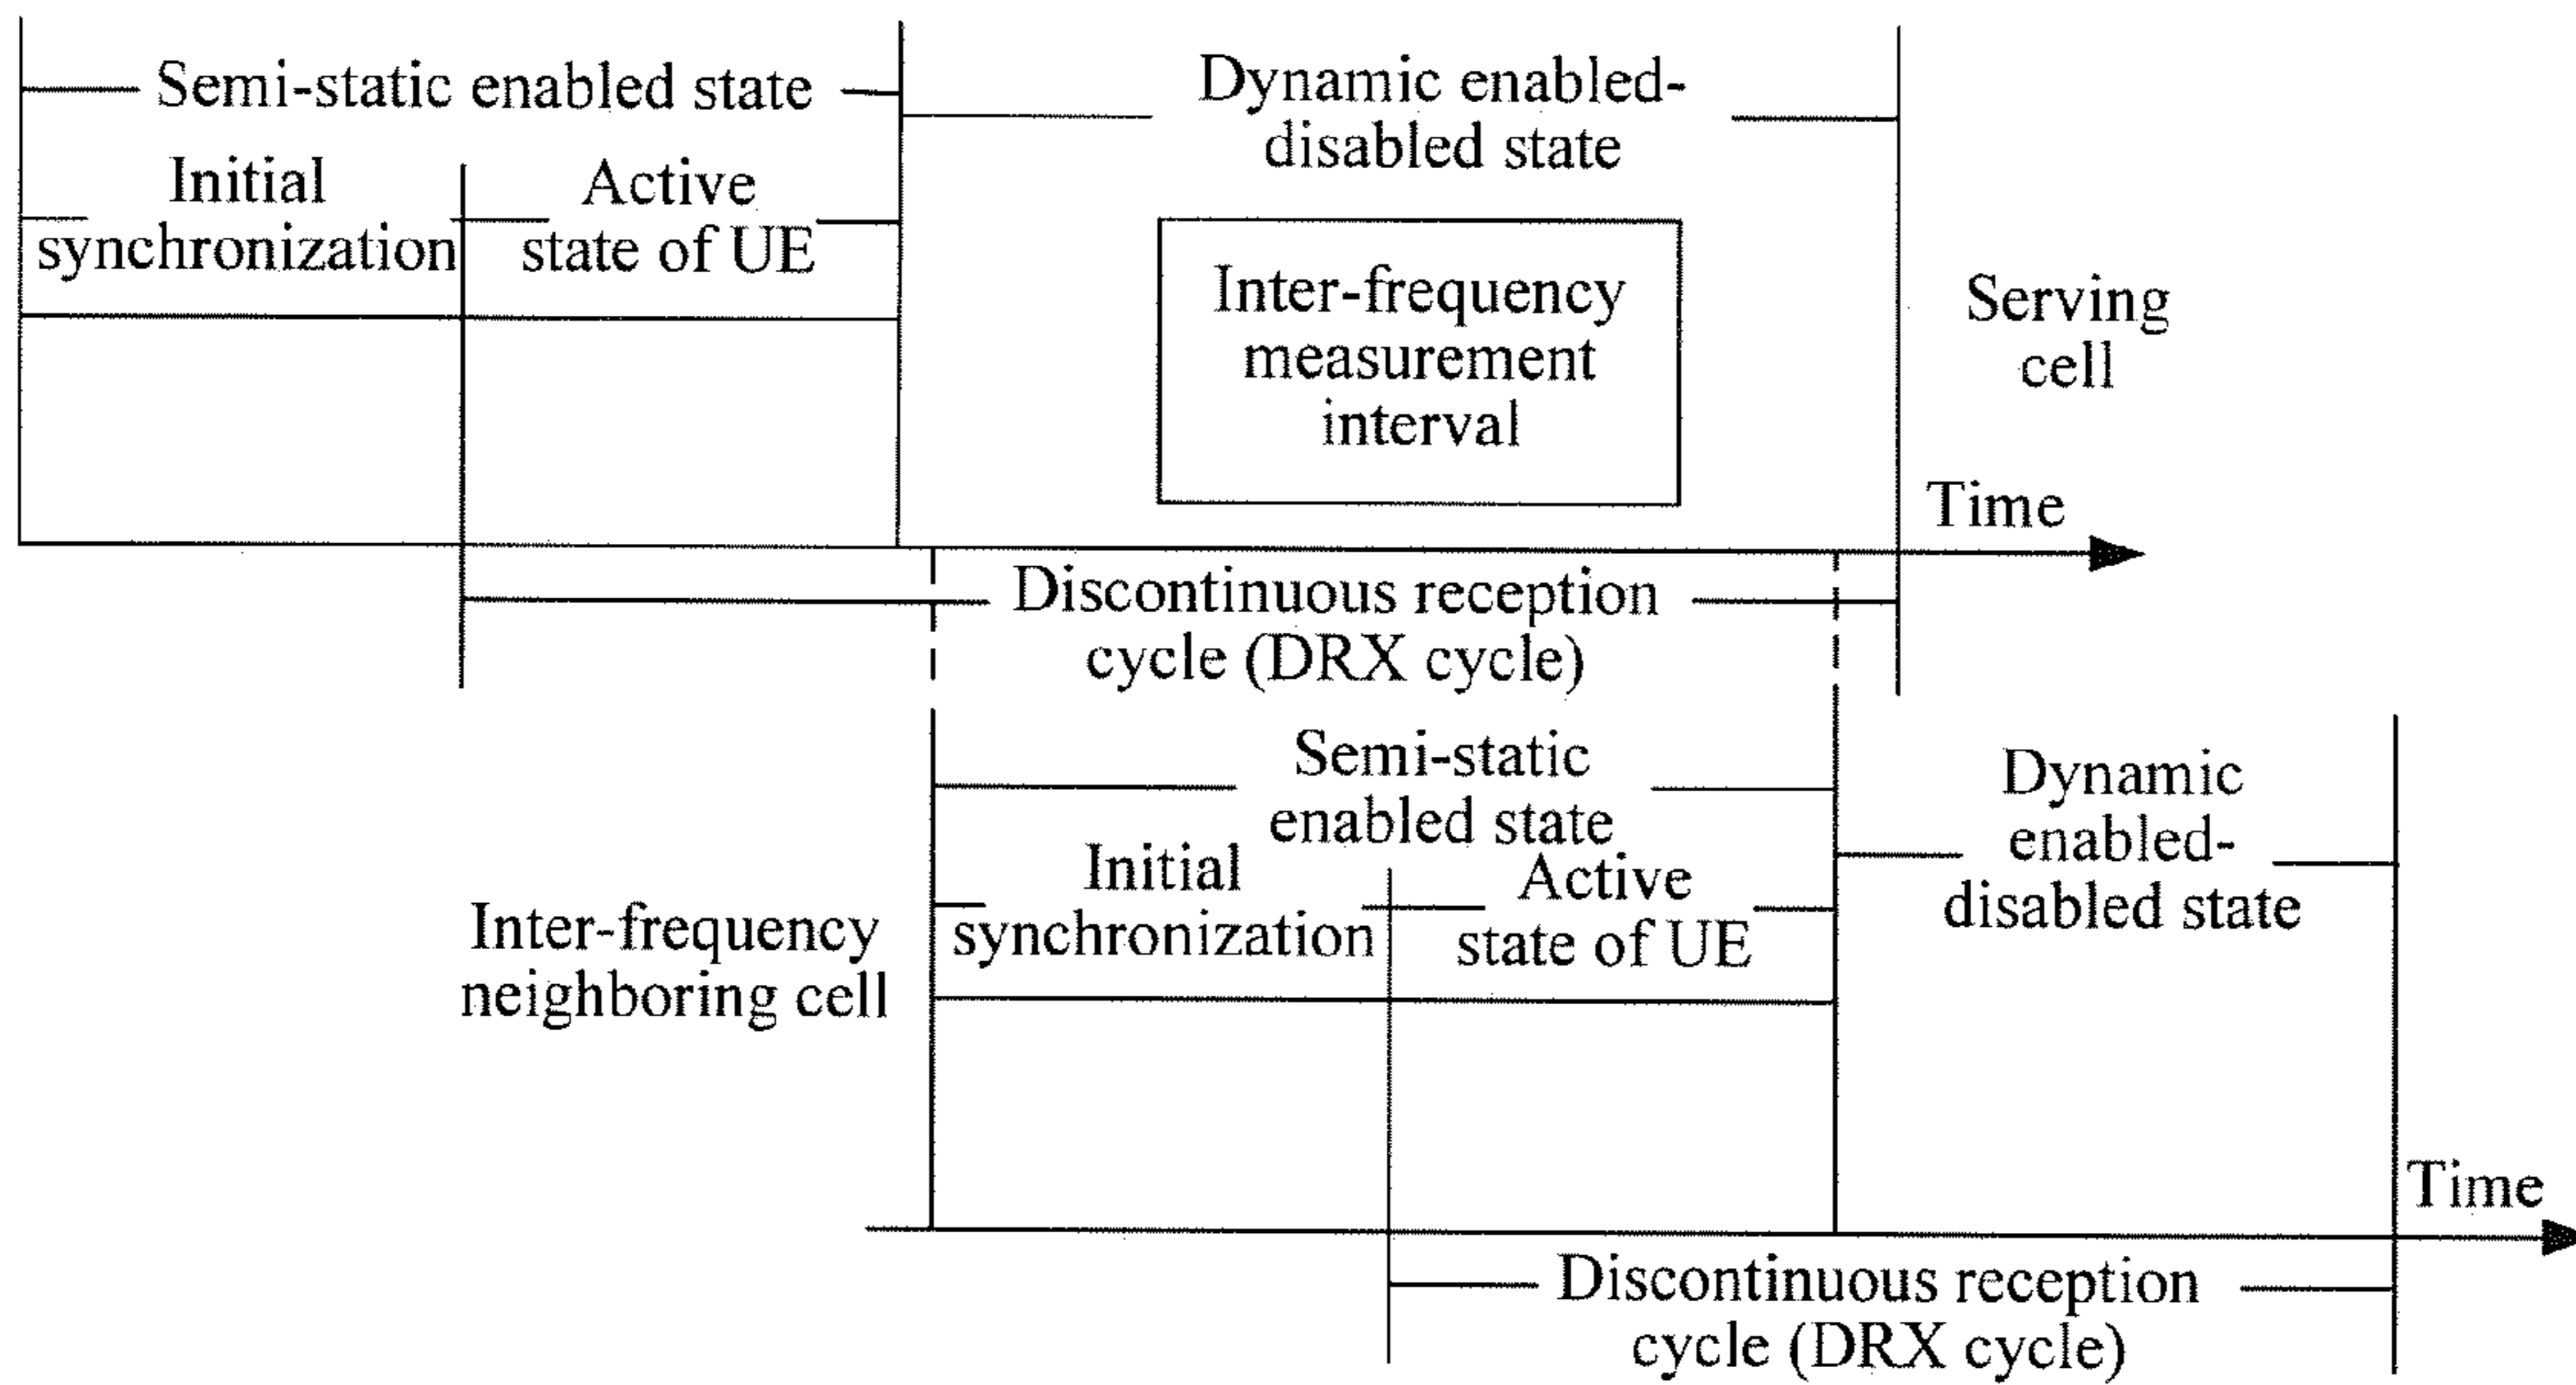 Semi-static enabled state
Dynamic enabled-
disabled state
Initial
synchronization
Active
state of UE
Inter-frequency
measurement
interval
Serving
cell
Time
Discontinuous reception
cycle (DRX cycle)
Semi-static
enabled state
Dynamic
enabled-
disabled state
Initial
synchronization
Active
state of UE
Inter-frequency
neighboring cell
Time
Discontinuous reception
cycle (DRX cycle)